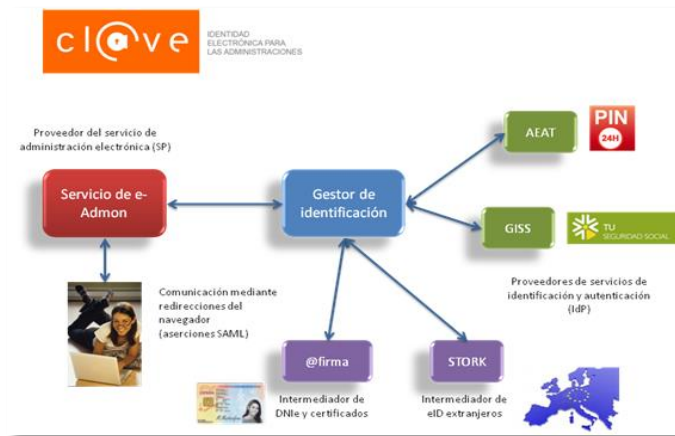 cl@ve
IDENTIDAD
ELECTRÓNICA PARA
LAS ADMINISTRACIONES
Proveedor del servicio de
administración electrónica (SP)
Servicio de e-
Admon
Gestor de
identificación
AEAT
PIN
24H
GISS
TU
SEGURIDAD SOCIAL
Proveedores de servicios de
identificación y autenticación
(IdP)
Comunicación mediante
redirecciones del
navegador
(aserciones SAML)
@firma
STORK
Intermediador de
DNIe y certificados
Intermediador de
eID extranjeros